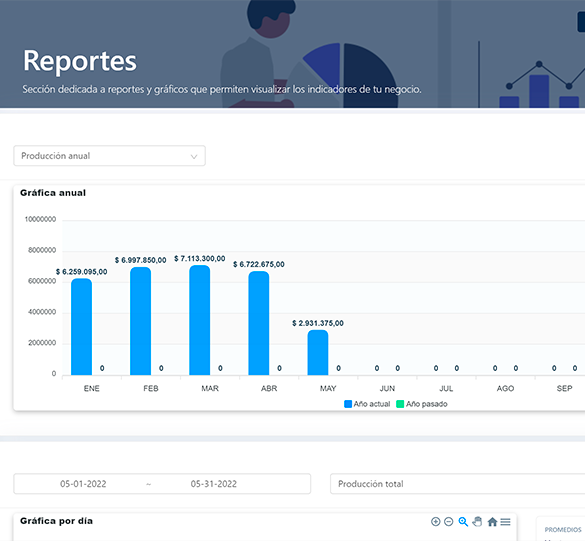 Reportes
Sección dedicada a reportes y gráficos que permiten visualizar los indicadores de tu negocio.
Producción anual
Gráfica anual
10000000
8000000
6000000
4000000
2000000
0
$ 6.259.095,00
$ 6.997.850,00
$ 7.113.300,00
$ 6.722.675,00
$ 2.931.375,00
0 0 0 0 0 0 0 0 0 0 0 0 0
ENE FEB MAR ABR MAY JUN JUL AGO SEP
Año actual Año pasado
05-01-2022 ~ 05-31-2022
Producción total
Gráfica por día
PROMEDIOS